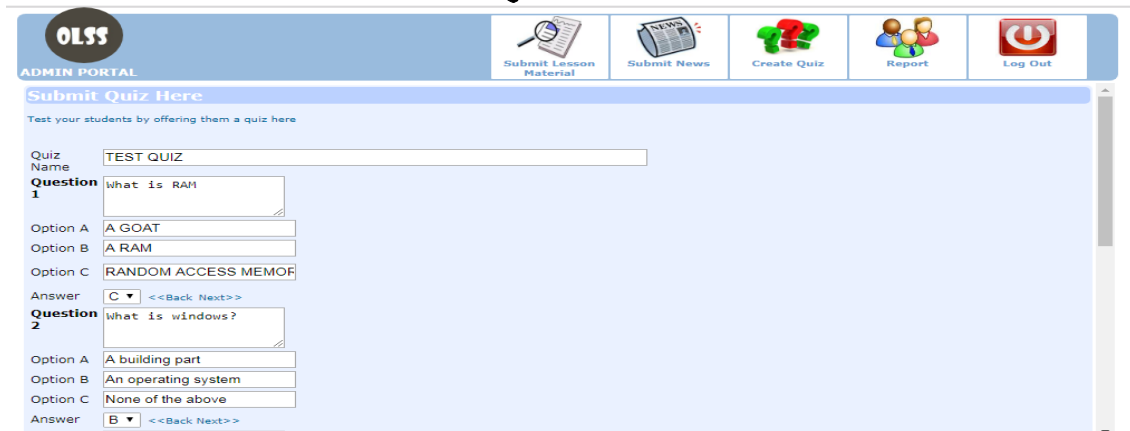 OLSS
ADMIN PORTAL
Submit Lesson Material
Submit News
Create Quiz
Report
Log Out
Submit Quiz Here
Test your students by offering them a quiz here
Quiz Name TEST QUIZ
Question 1 What is RAM
Option A A GOAT
Option B A RAM
Option C RANDOM ACCESS MEMOR
Answer C <<Back Next>>
Question 2 What is windows?
Option A A building part
Option B An operating system
Option C None of the above
Answer B <<Back Next>>